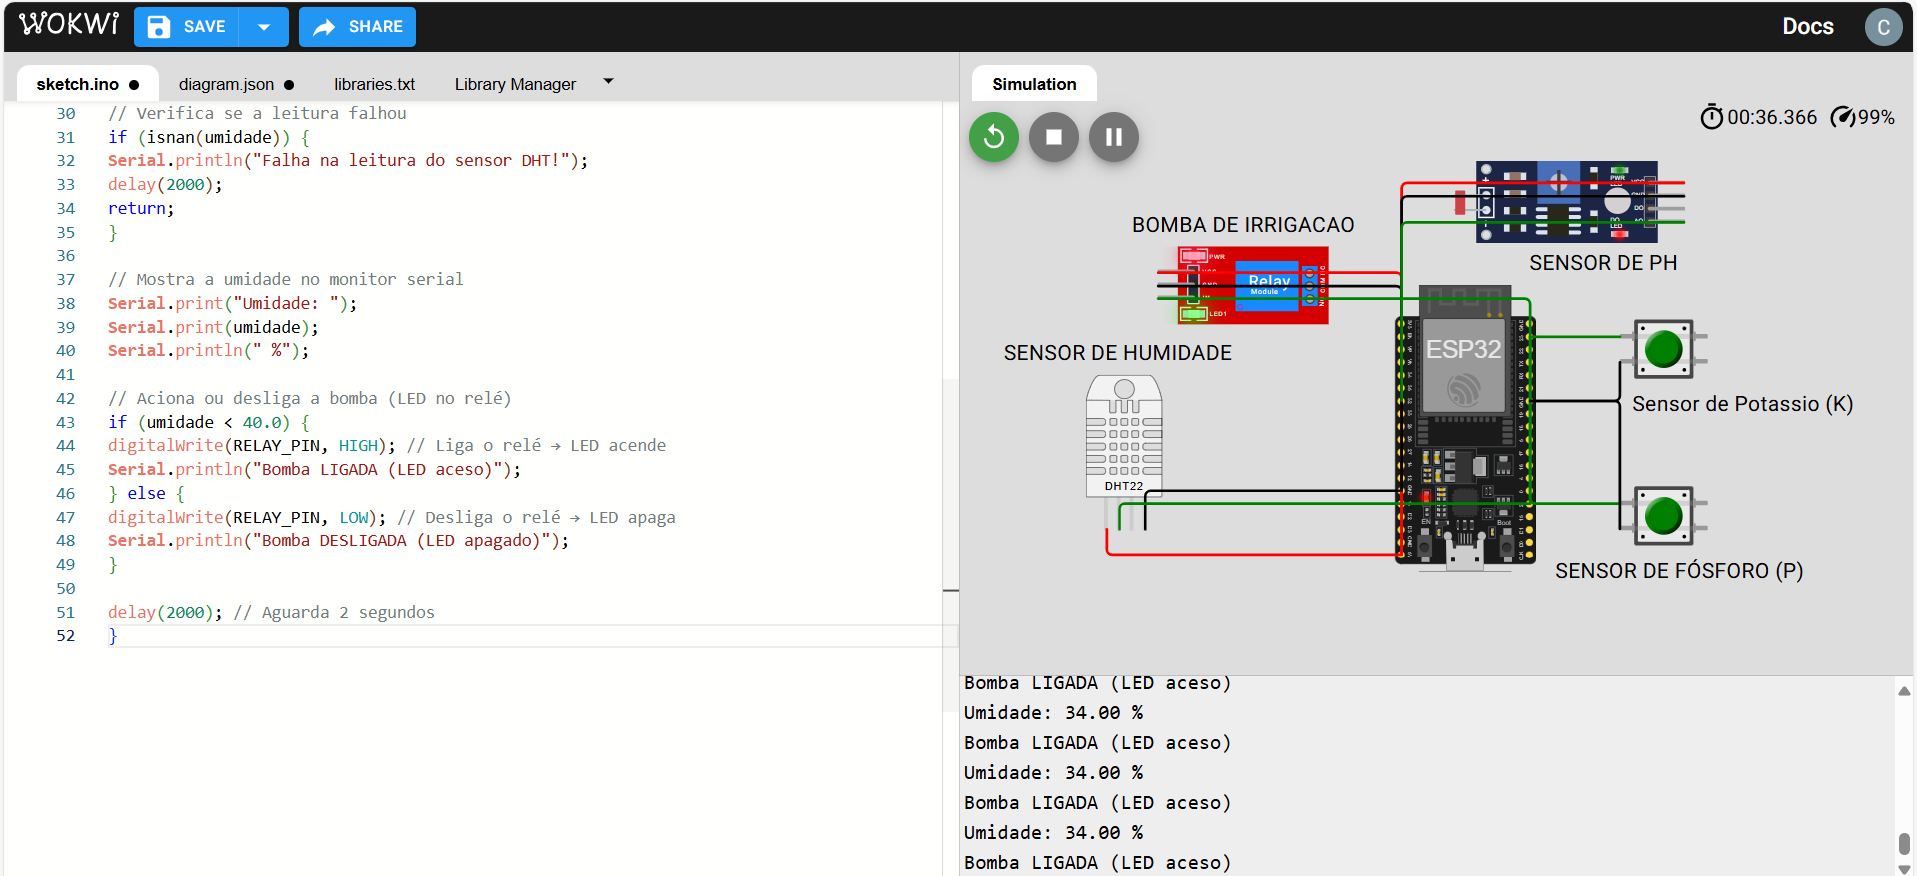 WOKWi
SAVE
SHARE
Docs
C
sketch.ino
diagram.json
libraries.txt
Library Manager
30 // Verifica se a leitura falhou
31 if (isnan(umidade)) {
32 Serial.println("Falha na leitura do sensor DHT!");
33 delay(2000);
34 return;
35 }
36
37 // Mostra a umidade no monitor serial
38 Serial.print("Umidade: ");
39 Serial.print(umidade);
40 Serial.println(" %");
41
42 // Aciona ou desliga a bomba (LED no relé)
43 if (umidade < 40.0) {
44 digitalWrite(RELAY_PIN, HIGH); // Liga o relé → LED acende
45 Serial.println("Bomba LIGADA (LED aceso)");
46 } else {
47 digitalWrite(RELAY_PIN, LOW); // Desliga o relé → LED apaga
48 Serial.println("Bomba DESLIGADA (LED apagado)");
49 }
50
51 delay(2000); // Aguarda 2 segundos
52 }
Simulation
00:36.366 99%
PWR
LED
DO
LED
SENSOR DE PH
BOMBA DE IRRIGACAO
PWR
Relay
Module
LED1
SENSOR DE HUMIDADE
DHT22
ESP32
EN
Boot
Sensor de Potassio (K)
SENSOR DE FÓSFORO (P)
Bomba LIGADA (LED aceso)
Umidade: 34.00 %
Bomba LIGADA (LED aceso)
Umidade: 34.00 %
Bomba LIGADA (LED aceso)
Umidade: 34.00 %
Bomba LIGADA (LED aceso)